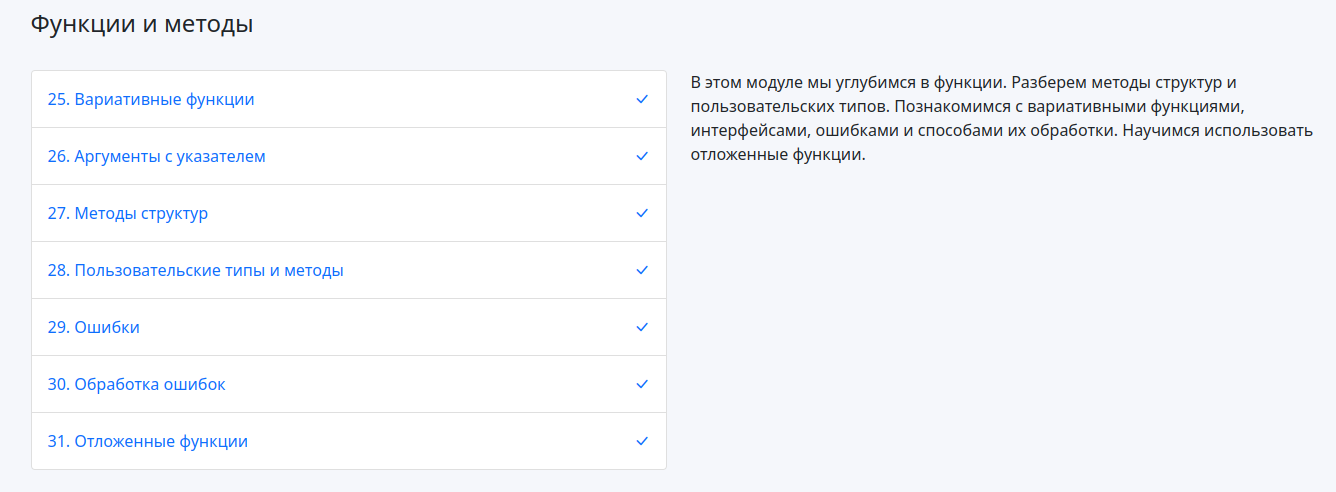 Функции и методы
25. Вариативные функции
26. Аргументы с указателем
27. Методы структур
28. Пользовательские типы и методы
29. Ошибки
30. Обработка ошибок
31. Отложенные функции
В этом модуле мы углубимся в функции. Разберем методы структур и
пользовательских типов. Познакомимся с вариативными функциями,
интерфейсами, ошибками и способами их обработки. Научимся использовать
отложенные функции.